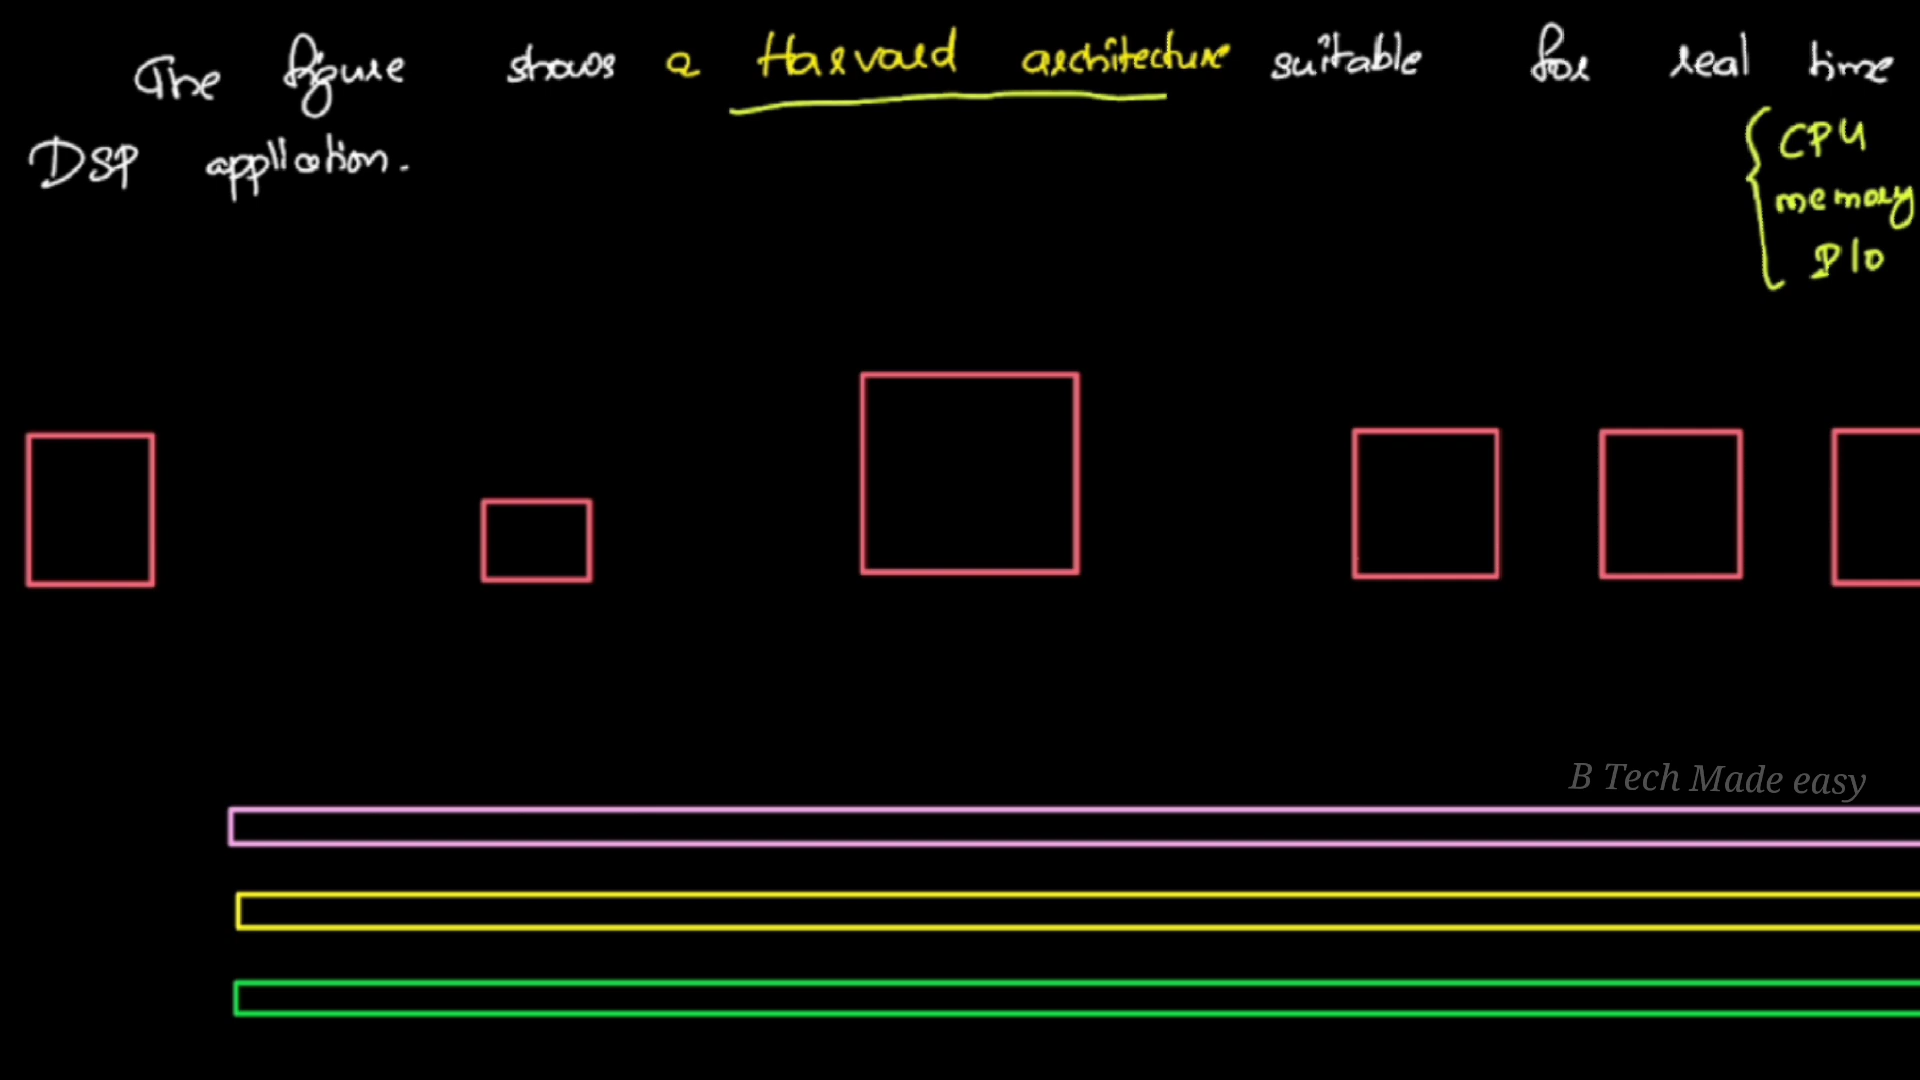 The figure shows a Harvard architecture suitable for real time
DSP application.
CPU
memory
I/O
B Tech Made easy